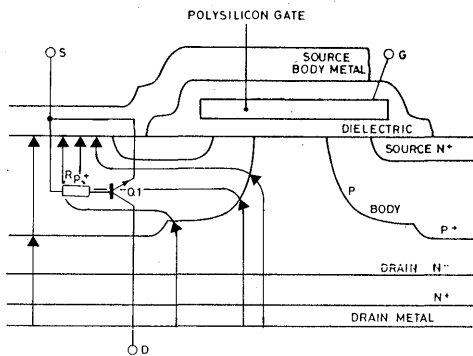 POLYSILICON GATE
S
G
SOURCE
BODY METAL
DIELECTRIC
SOURCE N+
Rp+
Q1
P
BODY
P+
DRAIN N-
N+
DRAIN METAL
D